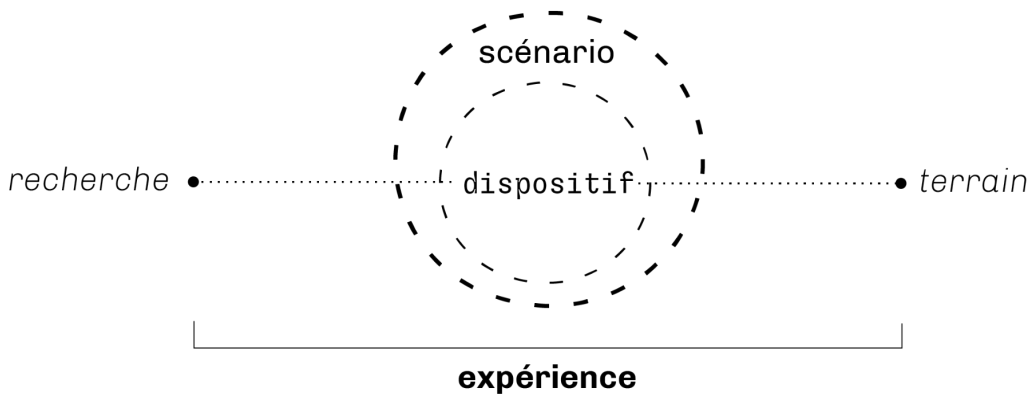 scénario
recherche
dispositif
terrain
expérience